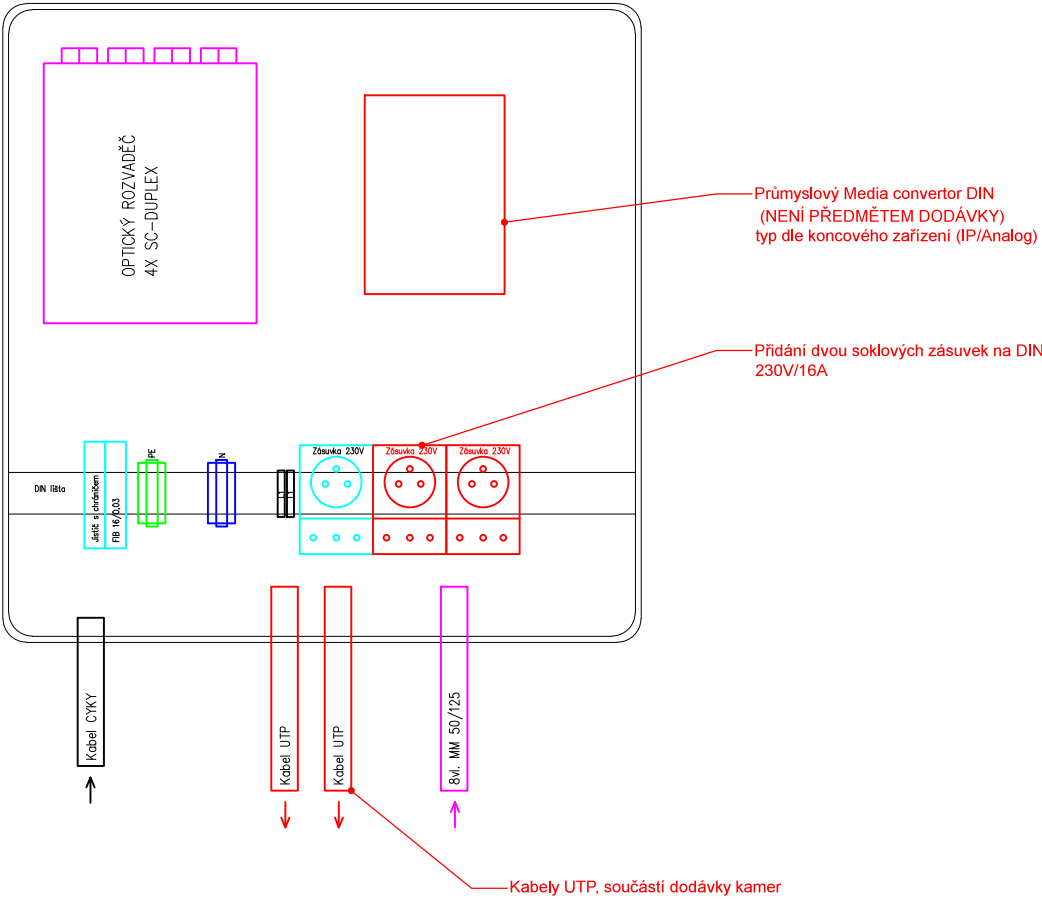 OPTICKÝ ROZVADĚČ
4X SC-DUPLEX
Průmyslový Media convertor DIN
(NENÍ PŘEDMĚTEM DODÁVKY)
typ dle koncového zařízení (IP/Analog)
Přidání dvou soklových zásuvek na DIN
230V/16A
DIN lišta
Jistič s chráničem
FIB 16/0,03
PE
N
Zásuvka 230V
Zásuvka 230V
Zásuvka 230V
Kabel CYKY
Kabel UTP
Kabel UTP
8vl. MM 50/125
Kabely UTP, součástí dodávky kamer